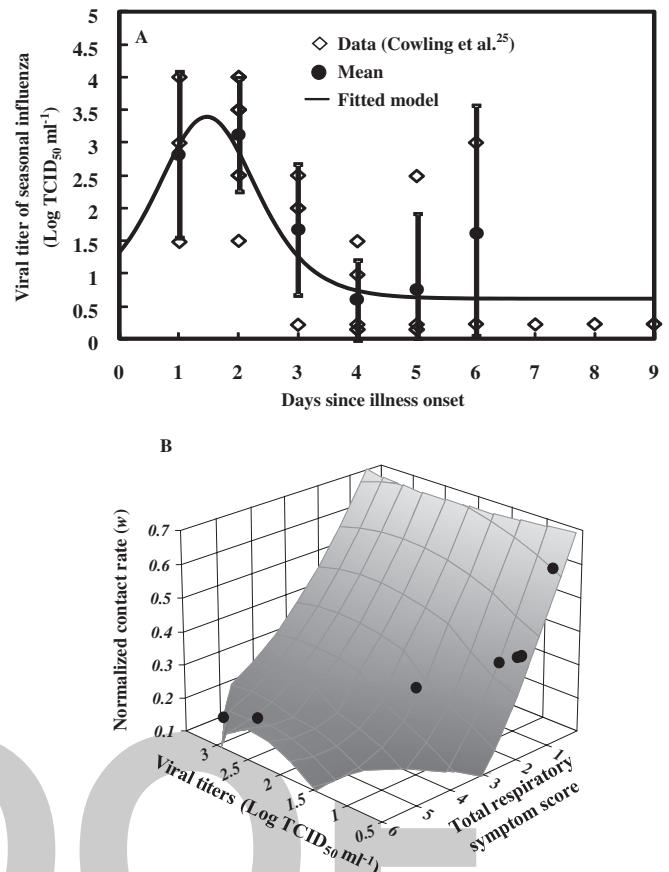 A
◇ Data (Cowling et al.²⁵)
● Mean
— Fitted model
Viral titer of seasonal influenza
(Log TCID₅₀ ml⁻¹)
5
4.5
4
3.5
3
2.5
2
1.5
1
0.5
0
0 1 2 3 4 5 6 7 8 9
Days since illness onset
B
Normalized contact rate (w)
0.7
0.6
0.5
0.4
0.3
0.2
0.1
3
2.5
2
1.5
1
0.5
Viral titers (Log TCID₅₀ ml⁻¹)
6
5
4
3
2
1
Total respiratory
symptom score